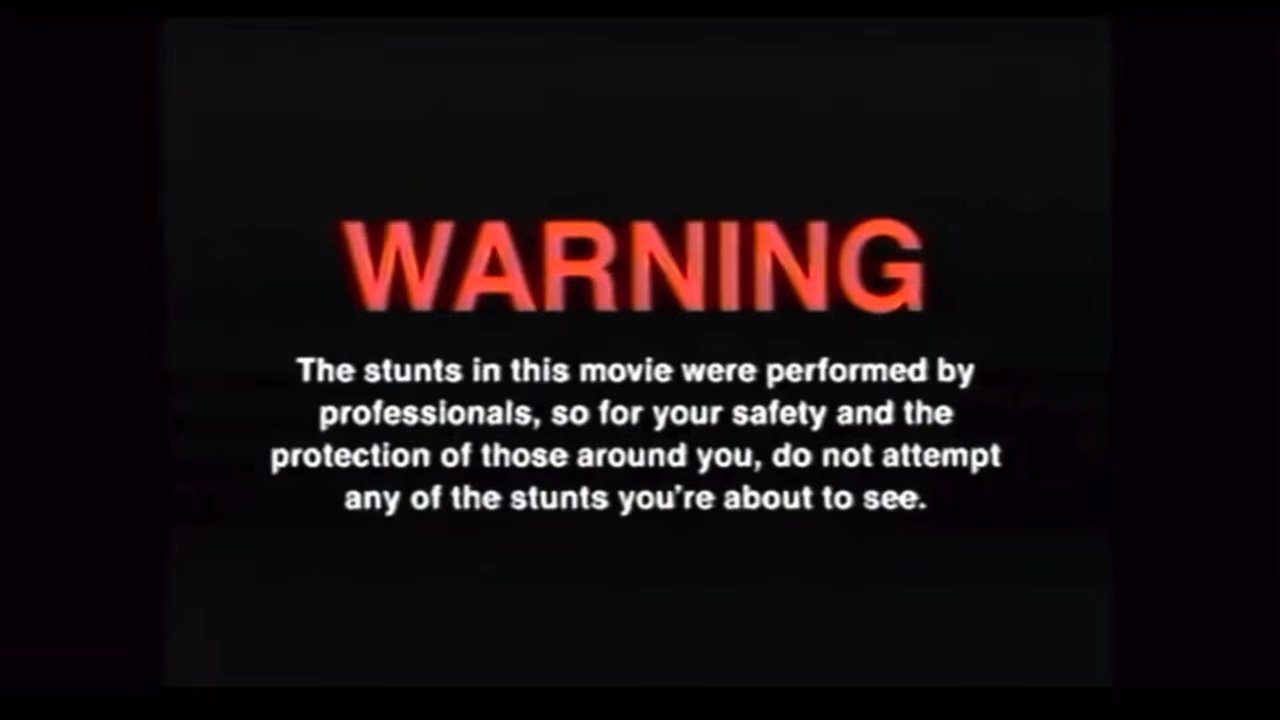 WARNING
The stunts in this movie were performed by
professionals, so for your safety and the
protection of those around you, do not attempt
any of the stunts you're about to see.